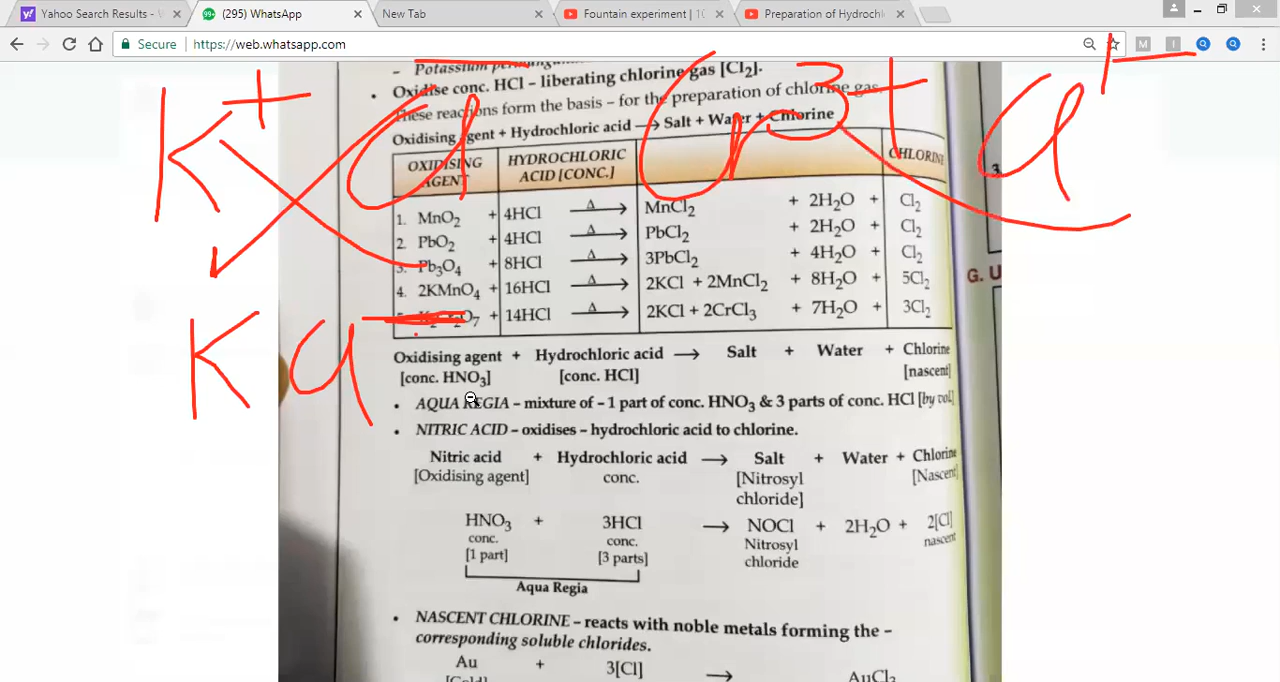 Yahoo Search Results -
99+
(295) WhatsApp
New Tab
Fountain experiment | 10
Preparation of Hydrochl
Secure
https://web.whatsapp.com
- Potassium
• Oxidise conc. HCl – liberating chlorine gas [Cl₂].
These reactions form the basis – for the preparation of chlorine gas
Oxidising agent + Hydrochloric acid ⟶ Salt + Water + Chlorine
OXIDISING AGENT HYDROCHLORIC ACID [CONC.] CHLORINE
1. MnO₂ + 4HCl Δ⟶ MnCl₂ + 2H₂O + Cl₂
2. PbO₂ + 4HCl Δ⟶ PbCl₂ + 2H₂O + Cl₂
3. Pb₃O₄ + 8HCl Δ⟶ 3PbCl₂ + 4H₂O + Cl₂
4. 2KMnO₄ + 16HCl Δ⟶ 2KCl + 2MnCl₂ + 8H₂O + 5Cl₂
+ 14HCl Δ⟶ 2KCl + 2CrCl₃ + 7H₂O + 3Cl₂
K⁺ Cl Cr³⁺ Cl¹⁻
KCl
G. U
Oxidising agent + Hydrochloric acid ⟶ Salt + Water + Chlorine
[conc. HNO₃] [conc. HCl] [nascent]
• AQUA REGIA – mixture of – 1 part of conc. HNO₃ & 3 parts of conc. HCl [by vol]
• NITRIC ACID – oxidises – hydrochloric acid to chlorine.
Nitric acid + Hydrochloric acid ⟶ Salt + Water + Chlorine
[Oxidising agent] conc. [Nitrosyl chloride] [Nascent]
HNO₃ + 3HCl ⟶ NOCl + 2H₂O + 2[Cl]
conc. conc. Nitrosyl chloride nascent
[1 part] [3 parts]
Aqua Regia
• NASCENT CHLORINE – reacts with noble metals forming the –
corresponding soluble chlorides.
Au + 3[Cl] ⟶ AuCl₃
[Gold]